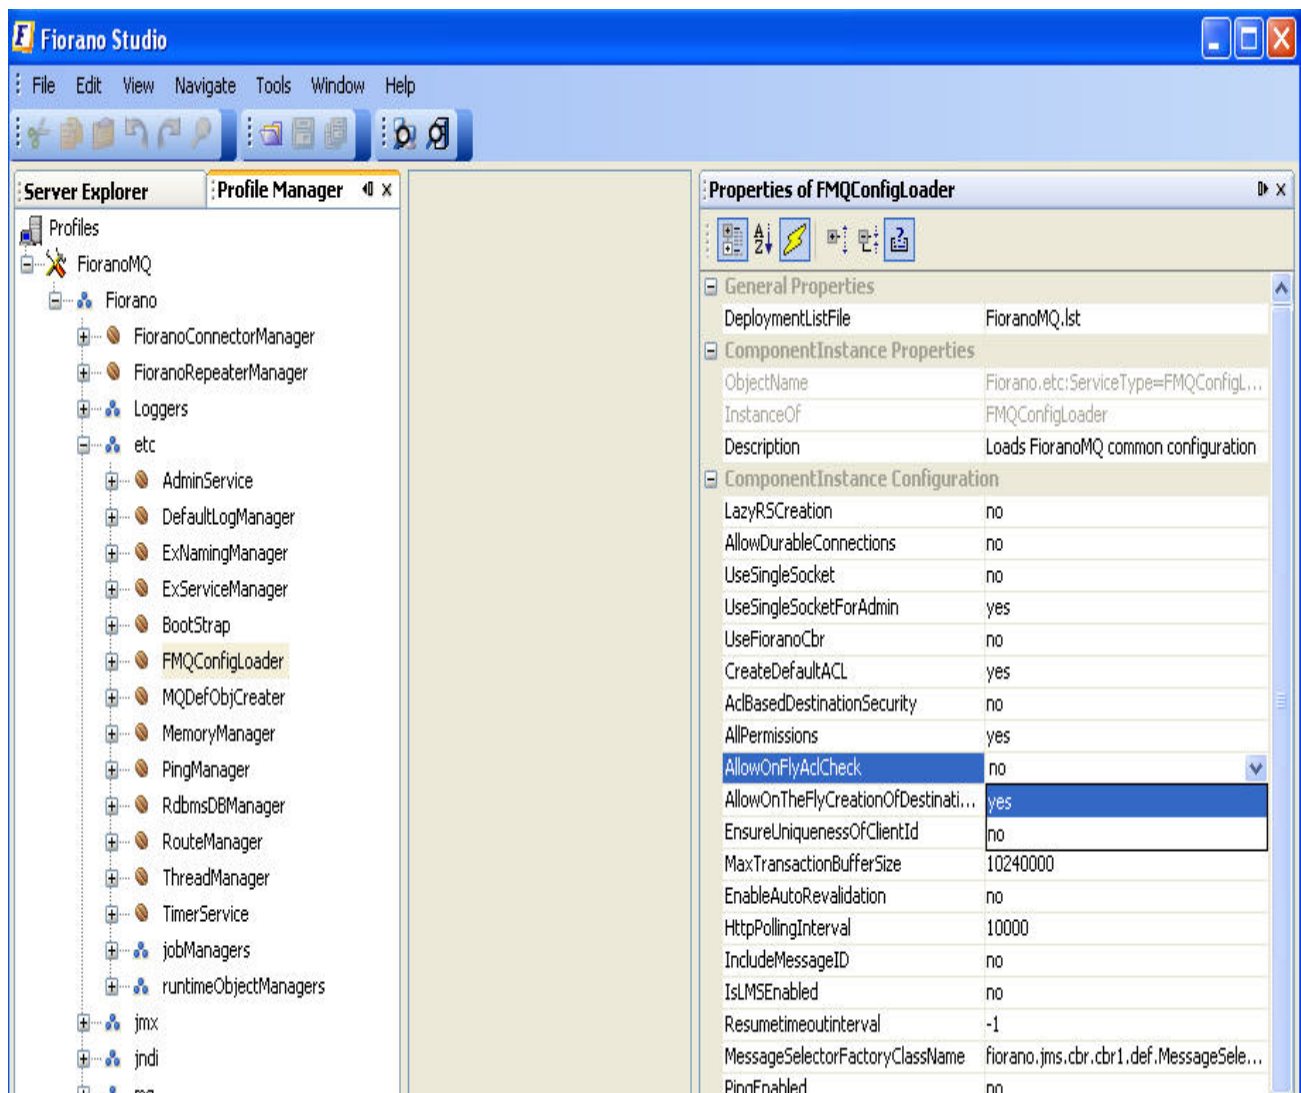 Fiorano Studio
File Edit View Navigate Tools Window Help
Server Explorer
Profile Manager
Profiles
FioranoMQ
Fiorano
FioranoConnectorManager
FioranoRepeaterManager
Loggers
etc
AdminService
DefaultLogManager
ExNamingManager
ExServiceManager
BootStrap
FMQConfigLoader
MQDefObjCreater
MemoryManager
PingManager
RdbmsDBManager
RouteManager
ThreadManager
TimerService
jobManagers
runtimeObjectManagers
jmx
jndi
Properties of FMQConfigLoader
General Properties
DeploymentListFile FioranoMQ.lst
ComponentInstance Properties
ObjectName Fiorano.etc:ServiceType=FMQConfigL...
InstanceOf FMQConfigLoader
Description Loads FioranoMQ common configuration
ComponentInstance Configuration
LazyRSCreation no
AllowDurableConnections no
UseSingleSocket no
UseSingleSocketForAdmin yes
UseFioranoCbr no
CreateDefaultACL yes
AclBasedDestinationSecurity no
AllPermissions yes
AllowOnFlyAclCheck no
AllowOnTheFlyCreationOfDestinati... yes
EnsureUniquenessOfClientId no
MaxTransactionBufferSize 10240000
EnableAutoRevalidation no
HttpPollingInterval 10000
IncludeMessageID no
IsLMSEnabled no
Resumetimeoutinterval -1
MessageSelectorFactoryClassName fiorano.jms.cbr.cbr1.def.MessageSele...
PingEnabled no